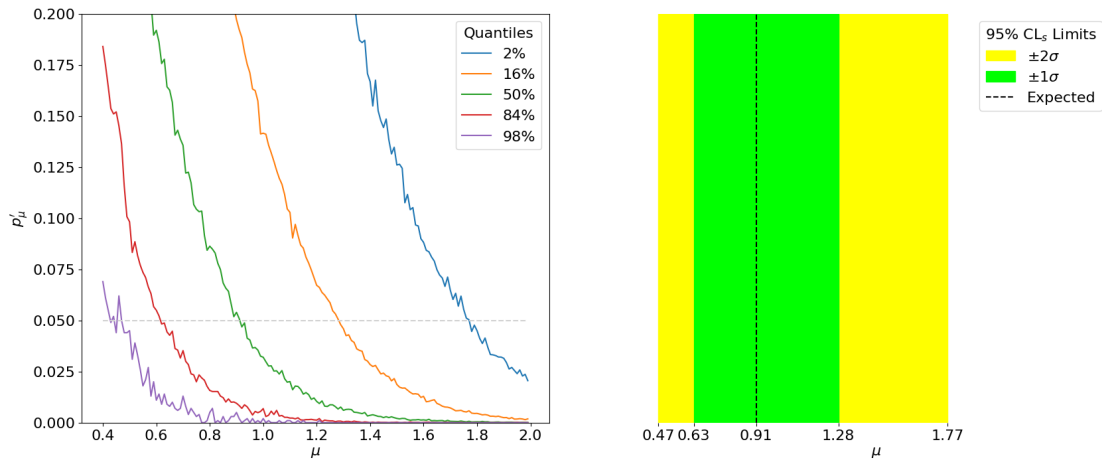 0.200
0.175
0.150
0.125
0.100
0.075
0.050
0.025
0.000
p′μ
0.4 0.6 0.8 1.0 1.2 1.4 1.6 1.8 2.0
μ
Quantiles
2%
16%
50%
84%
98%
0.47 0.63 0.91 1.28 1.77
μ
95% CLs Limits
±2σ
±1σ
Expected